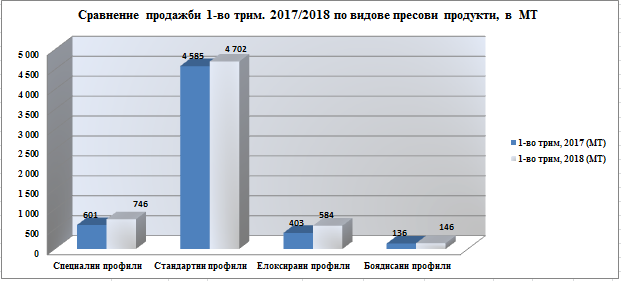 Сравнение продажби 1-во трим. 2017/2018 по видове пресови продукти, в МТ
5 000
4 500
4 000
3 500
3 000
2 500
2 000
1 500
1 000
500
0
601
746
4 585
4 702
403
584
136
146
Специални профили
Стандартни профили
Елоксирани профили
Боядисани профили
1-во трим, 2017 (МТ)
1-во трим, 2018 (МТ)